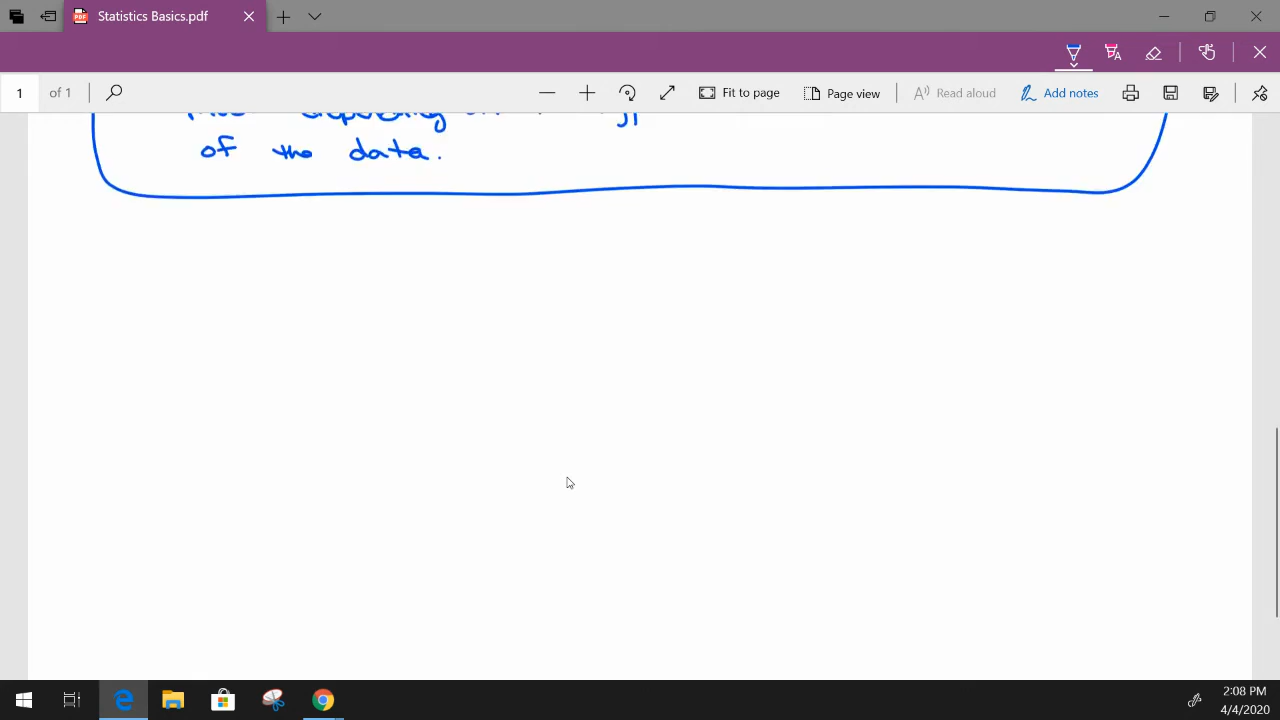 Statistics Basics.pdf
1 of 1 Fit to page Page view Read aloud Add notes
depending
of the data.
2:08 PM
4/4/2020